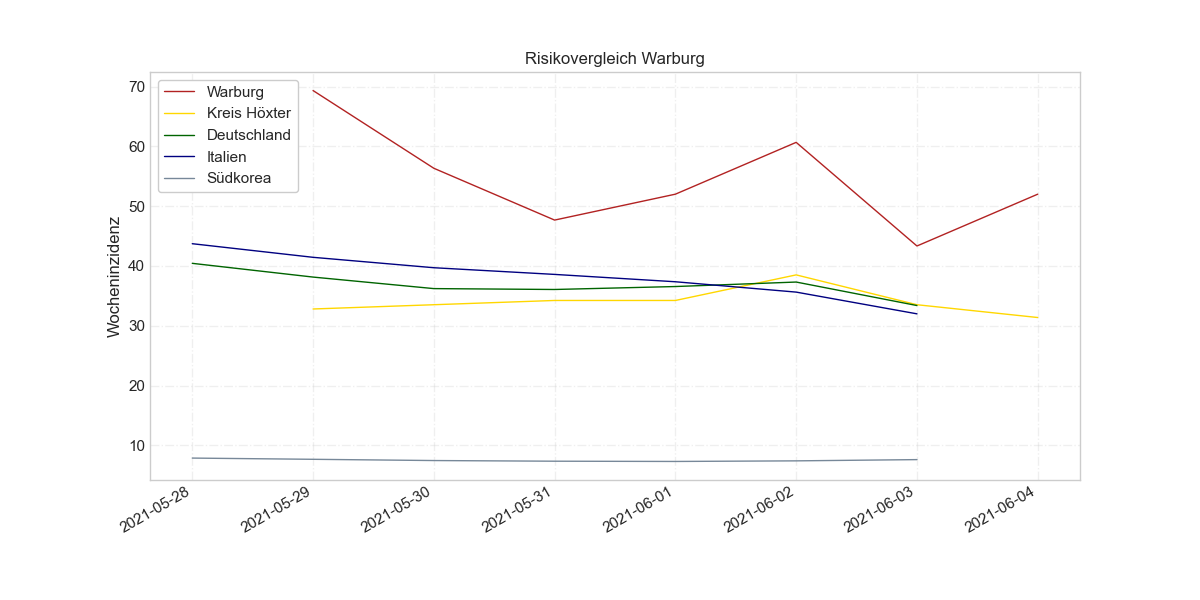 Risikovergleich Warburg
Warburg
Kreis Höxter
Deutschland
Italien
Südkorea
Wocheninzidenz
70
60
50
40
30
20
10
2021-05-28
2021-05-29
2021-05-30
2021-05-31
2021-06-01
2021-06-02
2021-06-03
2021-06-04